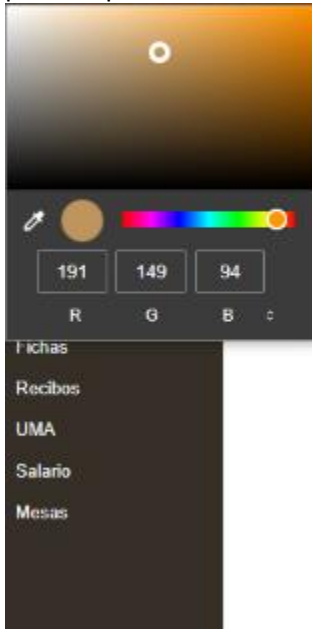 191 149 94
R G B
Fichas
Recibos
UMA
Salario
Mesas